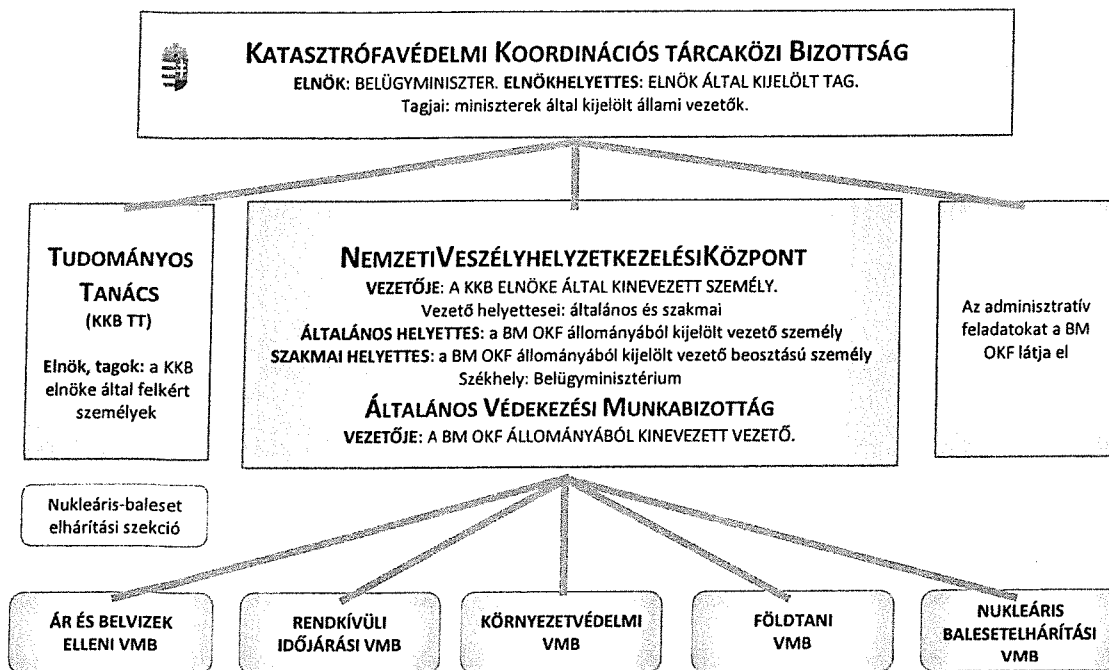 KATASZTRÓFAVÉDELMI KOORDINÁCIÓS TÁRCAKÖZI BIZOTTSÁG
ELNÖK: BELÜGYMINISZTER. ELNÖKHELYETTES: ELNÖK ÁLTAL KIJELÖLT TAG.
Tagjai: miniszterek által kijelölt állami vezetők.
TUDOMÁNYOS
TANÁCS
(KKB TT)
Elnök, tagok: a KKB
elnöke által felkért
személyek
NEMZETIVESZÉLYHELYZETKEZELÉSIKÖZPONT
VEZETŐJE: A KKB ELNÖKE ÁLTAL KINEVEZETT SZEMÉLY.
Vezető helyettesei: általános és szakmai
ÁLTALÁNOS HELYETTES: a BM OKF állományából kijelölt vezető személy
SZAKMAI HELYETTES: a BM OKF állományából kijelölt vezető beosztású személy
Székhely: Belügyminisztérium
ÁLTALÁNOS VÉDEKEZÉSI MUNKABIZOTTÁG
VEZETŐJE: A BM OKF ÁLLOMÁNYÁBÓL KINEVEZETT VEZETŐ.
Az adminisztratív
feladatokat a BM
OKF látja el
Nukleáris-baleset
elhárítási szekció
ÁR ÉS BELVIZEK
ELLENI VMB
RENDKÍVÜLI
IDŐJÁRÁSI VMB
KÖRNYEZETVÉDELMI
VMB
FÖLDTANI
VMB
NUKLEÁRIS
BALESETELHÁRÍTÁSI
VMB